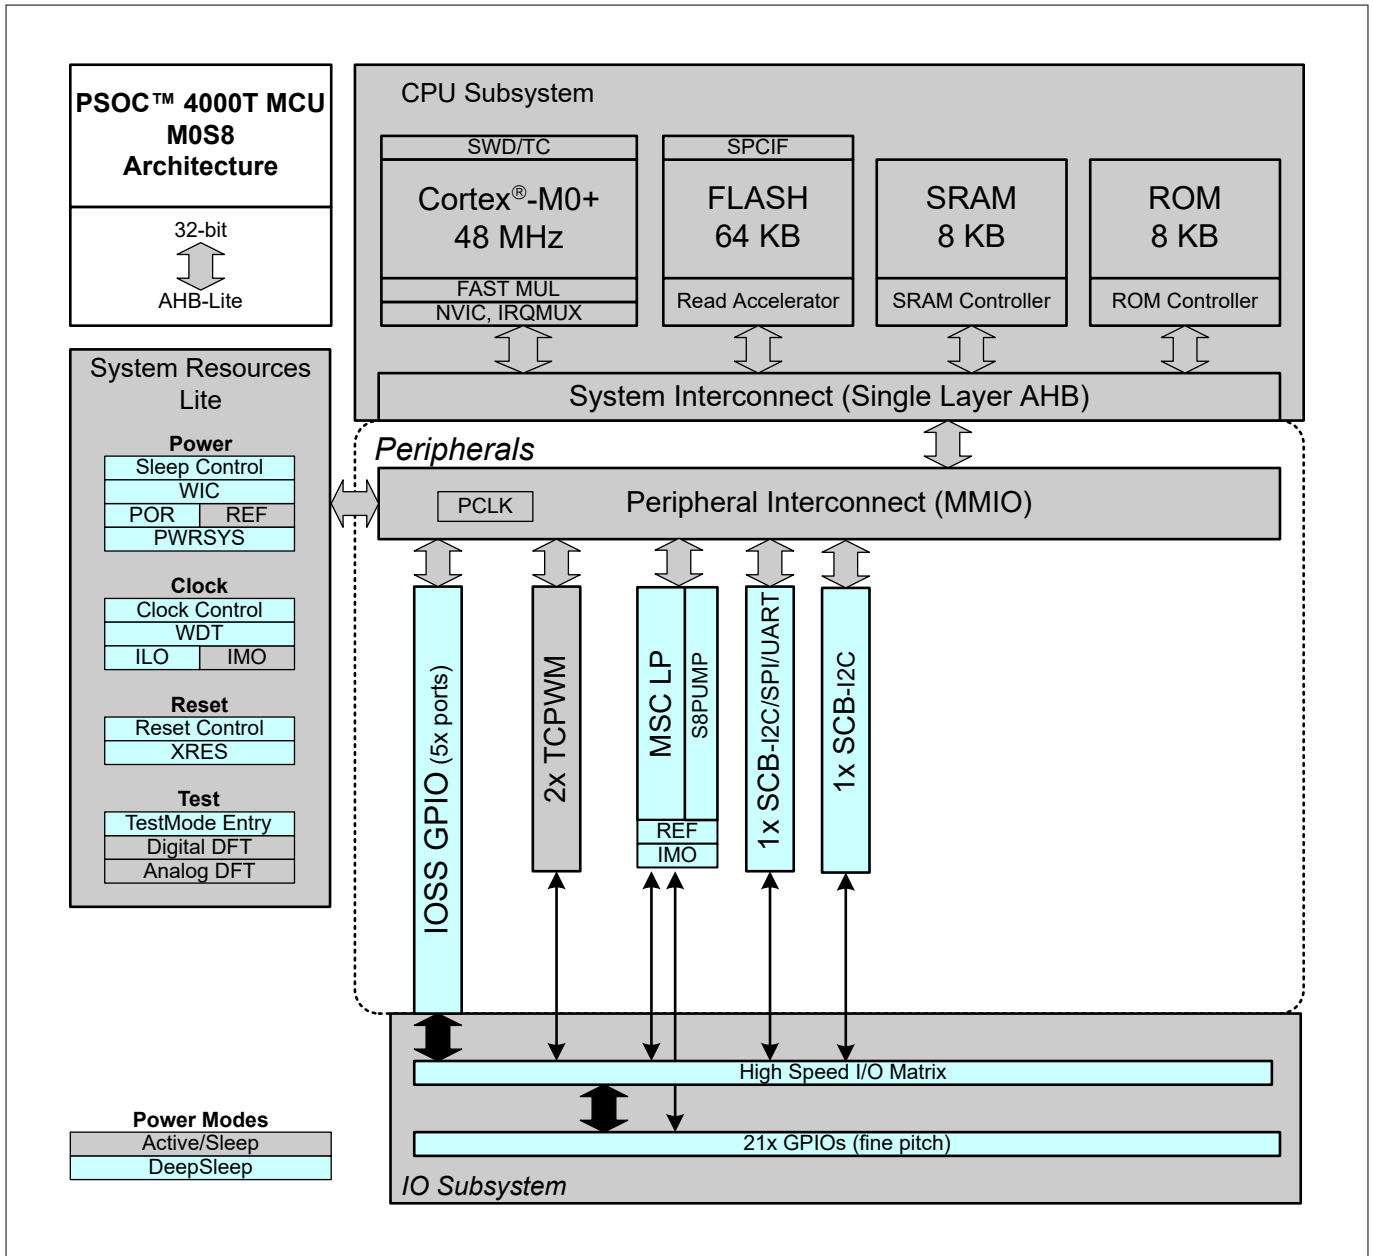 PSOC™ 4000T MCU
M0S8
Architecture
32-bit
AHB-Lite
CPU Subsystem
SWD/TC
Cortex®-M0+
48 MHz
FAST MUL
NVIC, IRQMUX
SPCIF
FLASH
64 KB
Read Accelerator
SRAM
8 KB
SRAM Controller
ROM
8 KB
ROM Controller
System Interconnect (Single Layer AHB)
System Resources
Lite
Power
Sleep Control
WIC
POR REF
PWRSYS
Clock
Clock Control
WDT
ILO IMO
Reset
Reset Control
XRES
Test
TestMode Entry
Digital DFT
Analog DFT
Peripherals
PCLK
Peripheral Interconnect (MMIO)
IOSS GPIO (5x ports)
2x TCPWM
MSC LP
S8PUMP
REF
IMO
1x SCB-I2C/SPI/UART
1x SCB-I2C
High Speed I/O Matrix
21x GPIOs (fine pitch)
IO Subsystem
Power Modes
Active/Sleep
DeepSleep